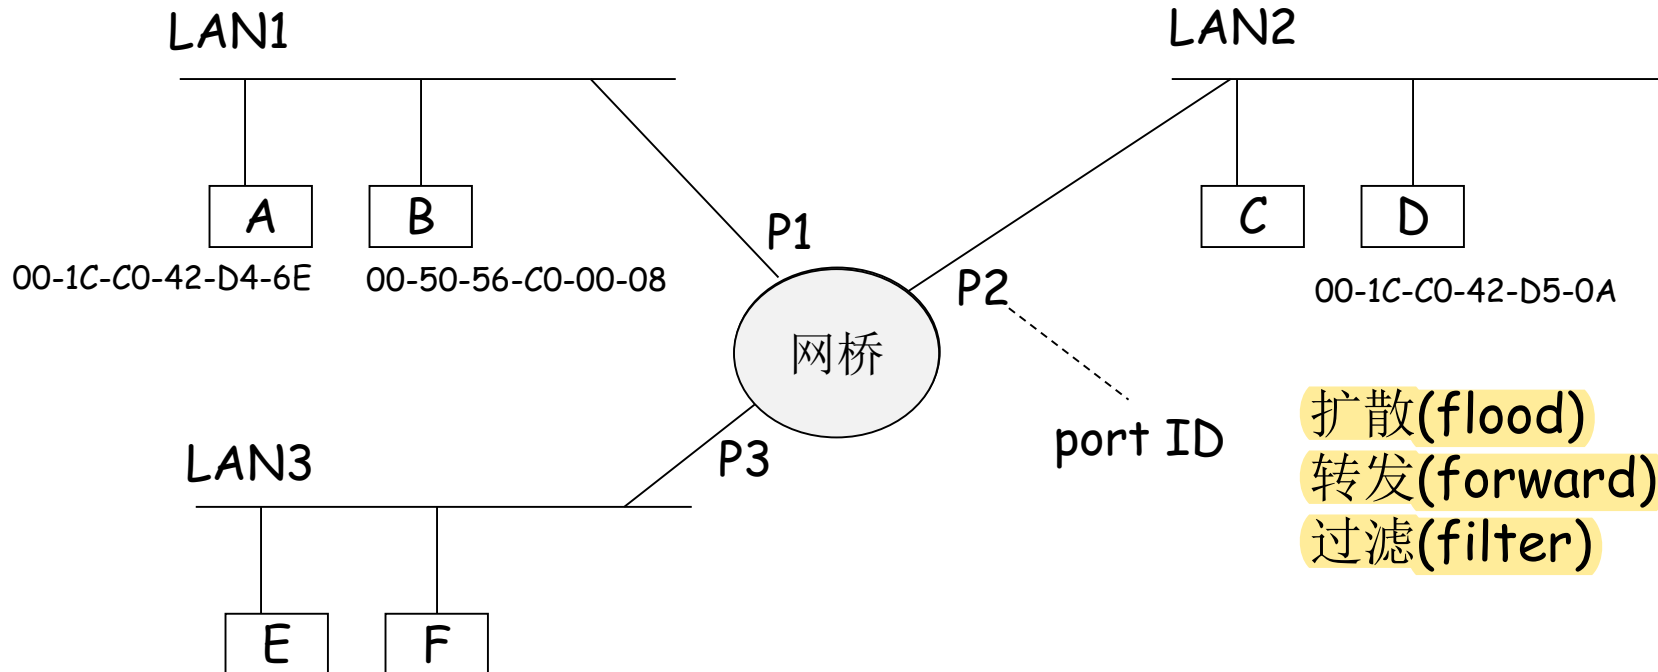 LAN1
LAN2
A
B
C
D
00-1C-C0-42-D4-6E
00-50-56-C0-00-08
00-1C-C0-42-D5-0A
P1
P2
网桥
port ID
P3
LAN3
E
F
扩散(flood)
转发(forward)
过滤(filter)